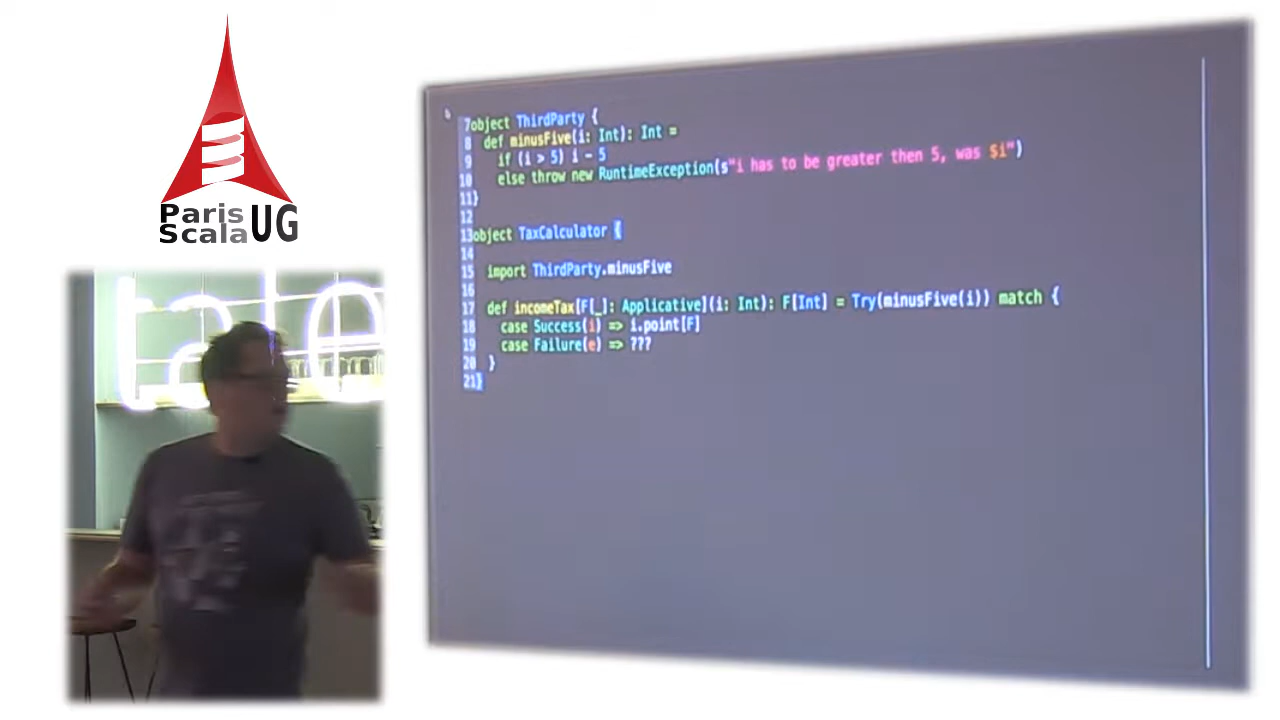 Paris
Scala UG
7object ThirdParty {
8 def minusFive(i: Int): Int =
9 if (i > 5) i - 5
10 else throw new RuntimeException(s"i has to be greater then 5, was $i")
11}
12
13object TaxCalculator {
14
15 import ThirdParty.minusFive
16
17 def incomeTax[F[_]: Applicative](i: Int): F[Int] = Try(minusFive(i)) match {
18 case Success(i) => i.point[F]
19 case Failure(e) => ???
20 }
21}